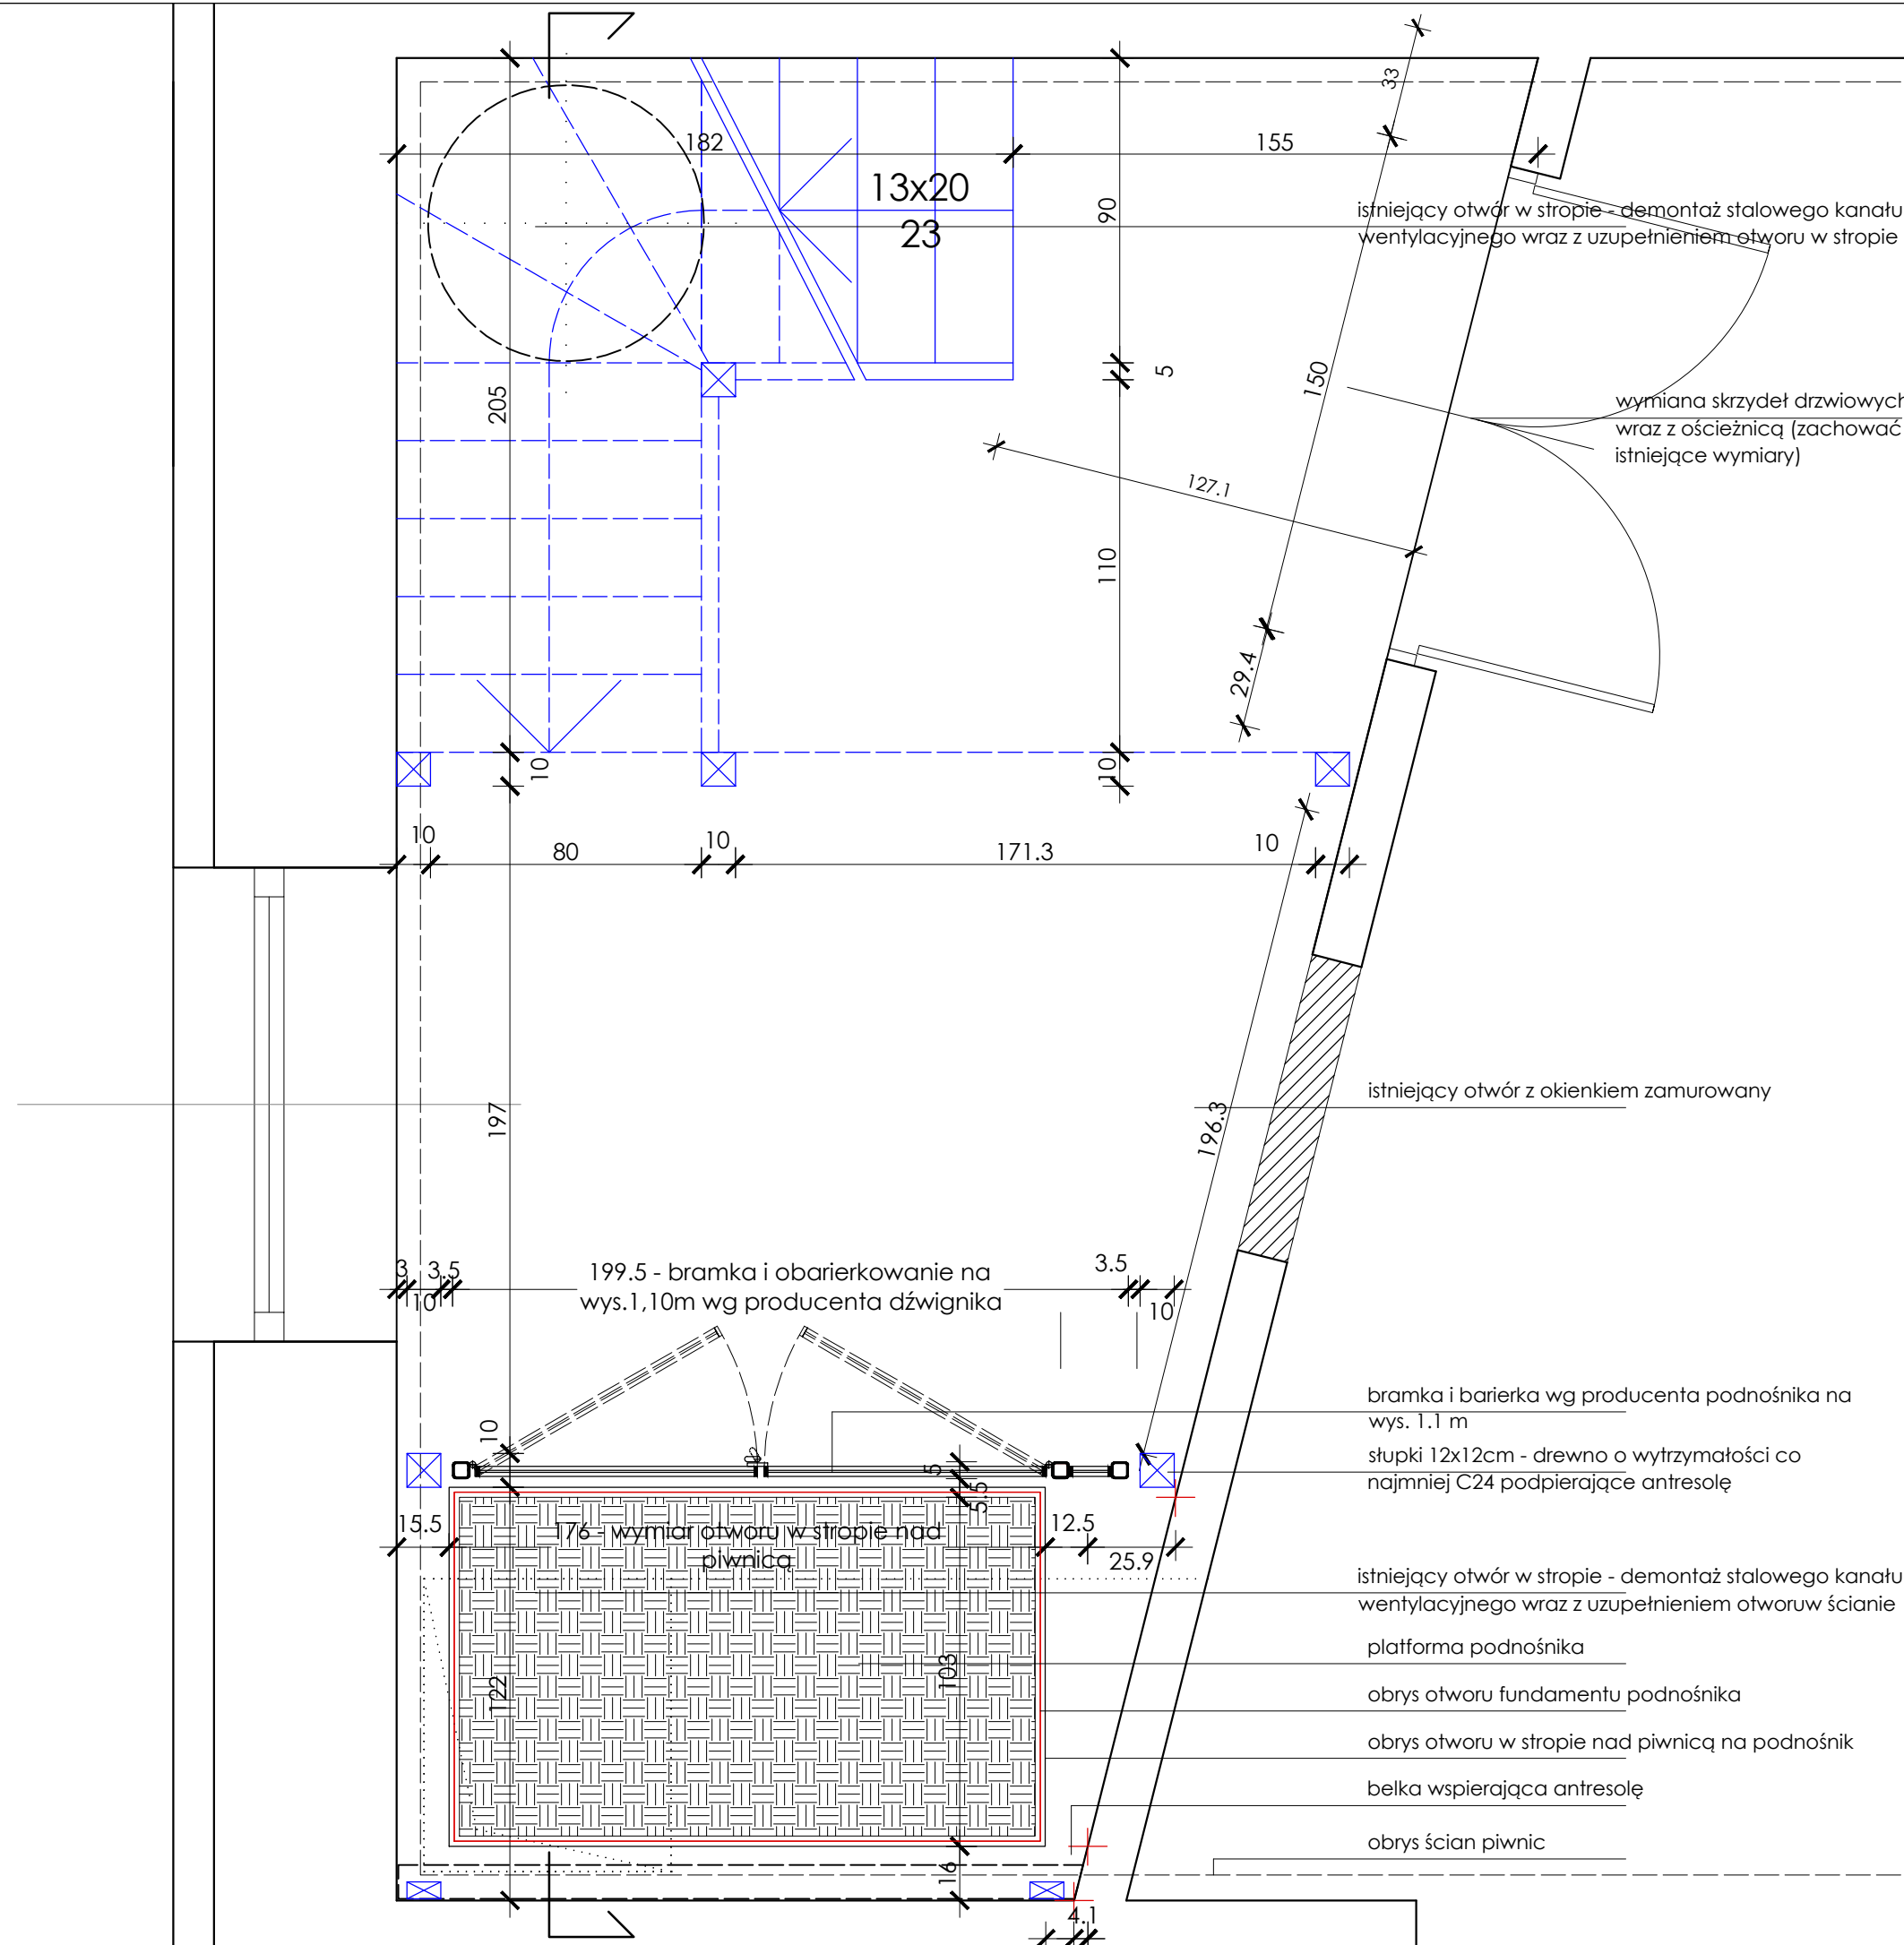 33
182
155
13x20
23
90
istniejący otwór w stropie - demontaż stalowego kanału
wentylacyjnego wraz z uzupełnieniem otworu w stropie
5
150
205
wymiana skrzydeł drzwiowych
wraz z ościeżnicą (zachować
istniejące wymiary)
127.1
110
29.4
10
10
10
80
10
171.3
10
197
196.3
istniejący otwór z okienkiem zamurowany
3
10
3.5
199.5 - bramka i obarierkowanie na
wys.1,10m wg producenta dźwignika
3.5
10
bramka i barierka wg producenta podnośnika na
wys. 1.1 m
10
5
5.5
słupki 12x12cm - drewno o wytrzymałości co
najmniej C24 podpierające antresolę
15.5
176 - wymiar otworu w stropie nad
piwnicą
12.5
25.9
istniejący otwór w stropie - demontaż stalowego kanału
wentylacyjnego wraz z uzupełnieniem otworuw ścianie
platforma podnośnika
122
103
obrys otworu fundamentu podnośnika
obrys otworu w stropie nad piwnicą na podnośnik
belka wspierająca antresolę
obrys ścian piwnic
16
4.1